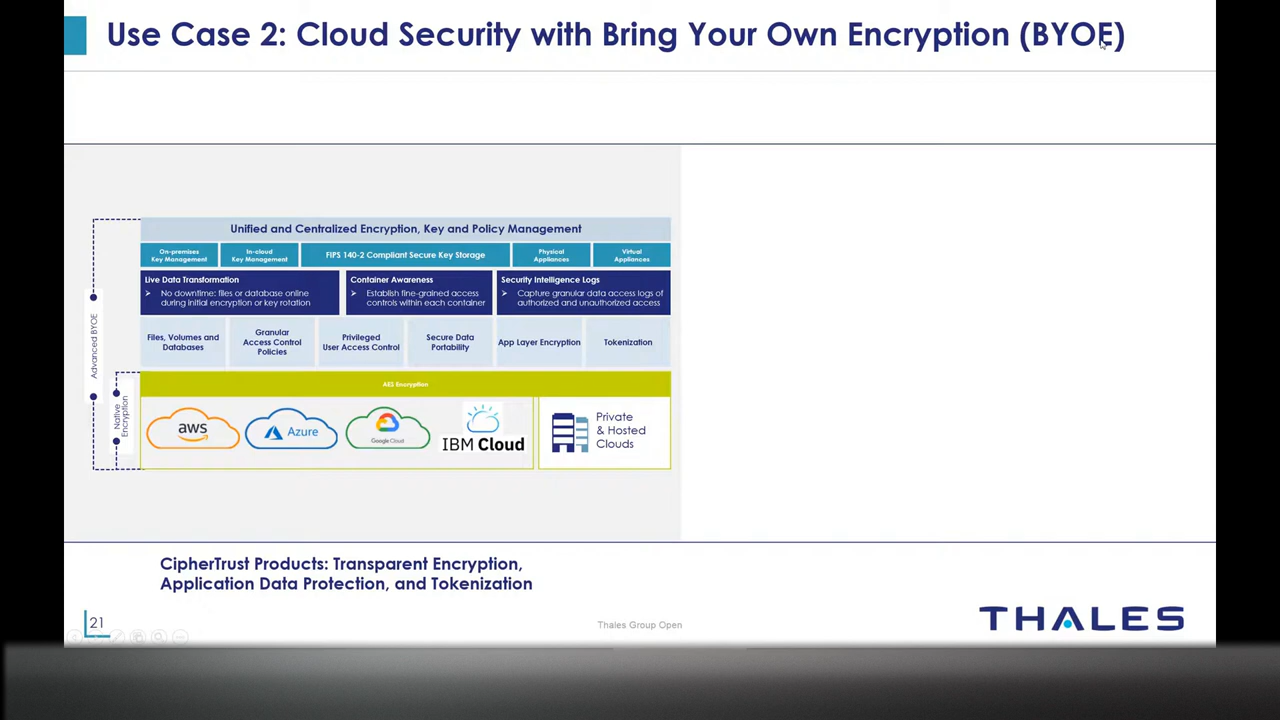 Use Case 2: Cloud Security with Bring Your Own Encryption (BYOE)
Unified and Centralized Encryption, Key and Policy Management
On-premises
Key Management
In-cloud
Key Management
FIPS 140-2 Compliant Secure Key Storage
Physical
Appliances
Virtual
Appliances
Live Data Transformation
No downtime: files or database online
during initial encryption or key rotation
Container Awareness
Establish fine-grained access
controls within each container
Security Intelligence Logs
Capture granular data access logs of
authorized and unauthorized access
Advanced BYOE
Files, Volumes and
Databases
Granular
Access Control
Policies
Privileged
User Access Control
Secure Data
Portability
App Layer Encryption
Tokenization
Native
Encryption
AES Encryption
aws
Azure
Google Cloud
IBM Cloud
Private
& Hosted
Clouds
CipherTrust Products: Transparent Encryption,
Application Data Protection, and Tokenization
21
Thales Group Open
THALES